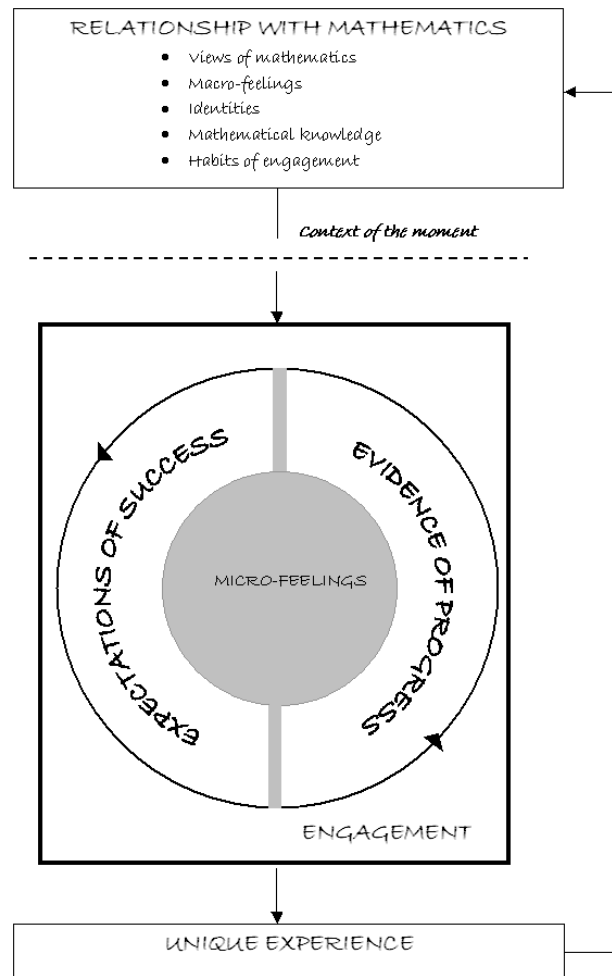 RELATIONSHIP WITH MATHEMATICS
• Views of mathematics
• Macro-feelings
• Identities
• Mathematical knowledge
• Habits of engagement
Context of the moment
EXPECTATIONS OF SUCCESS
EVIDENCE OF PROGRESS
MICRO-FEELINGS
ENGAGEMENT
UNIQUE EXPERIENCE